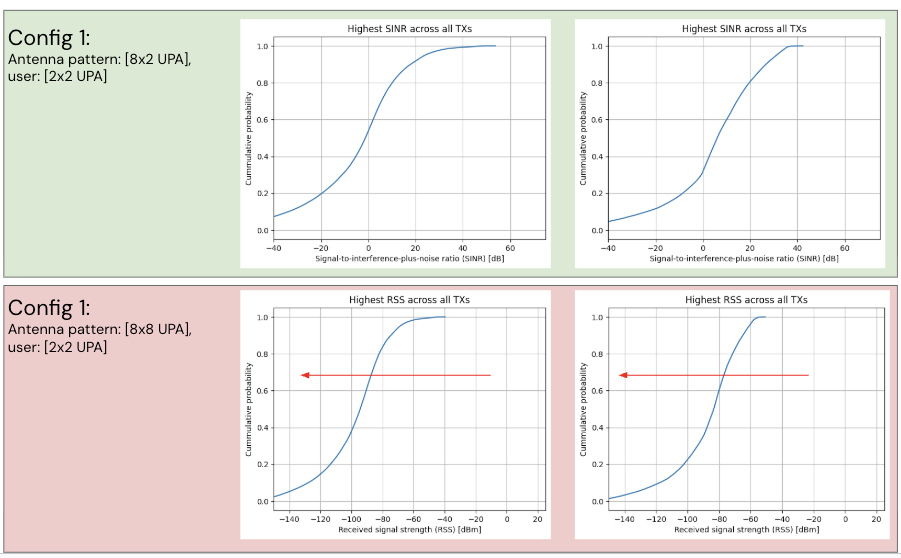 Config 1:
Antenna pattern: [8x2 UPA],
user: [2x2 UPA]
Highest SINR across all TXs
Cummulative probability
1.0
0.8
0.6
0.4
0.2
0.0
−40 −20 0 20 40 60
Signal-to-interference-plus-noise ratio (SINR) [dB]
Highest SINR across all TXs
Cummulative probability
1.0
0.8
0.6
0.4
0.2
0.0
−40 −20 0 20 40 60
Signal-to-interference-plus-noise ratio (SINR) [dB]
Config 1:
Antenna pattern: [8x8 UPA],
user: [2x2 UPA]
Highest RSS across all TXs
Cummulative probability
1.0
0.8
0.6
0.4
0.2
0.0
−140 −120 −100 −80 −60 −40 −20 0 20
Received signal strength (RSS) [dBm]
Highest RSS across all TXs
Cummulative probability
1.0
0.8
0.6
0.4
0.2
0.0
−140 −120 −100 −80 −60 −40 −20 0 20
Received signal strength (RSS) [dBm]